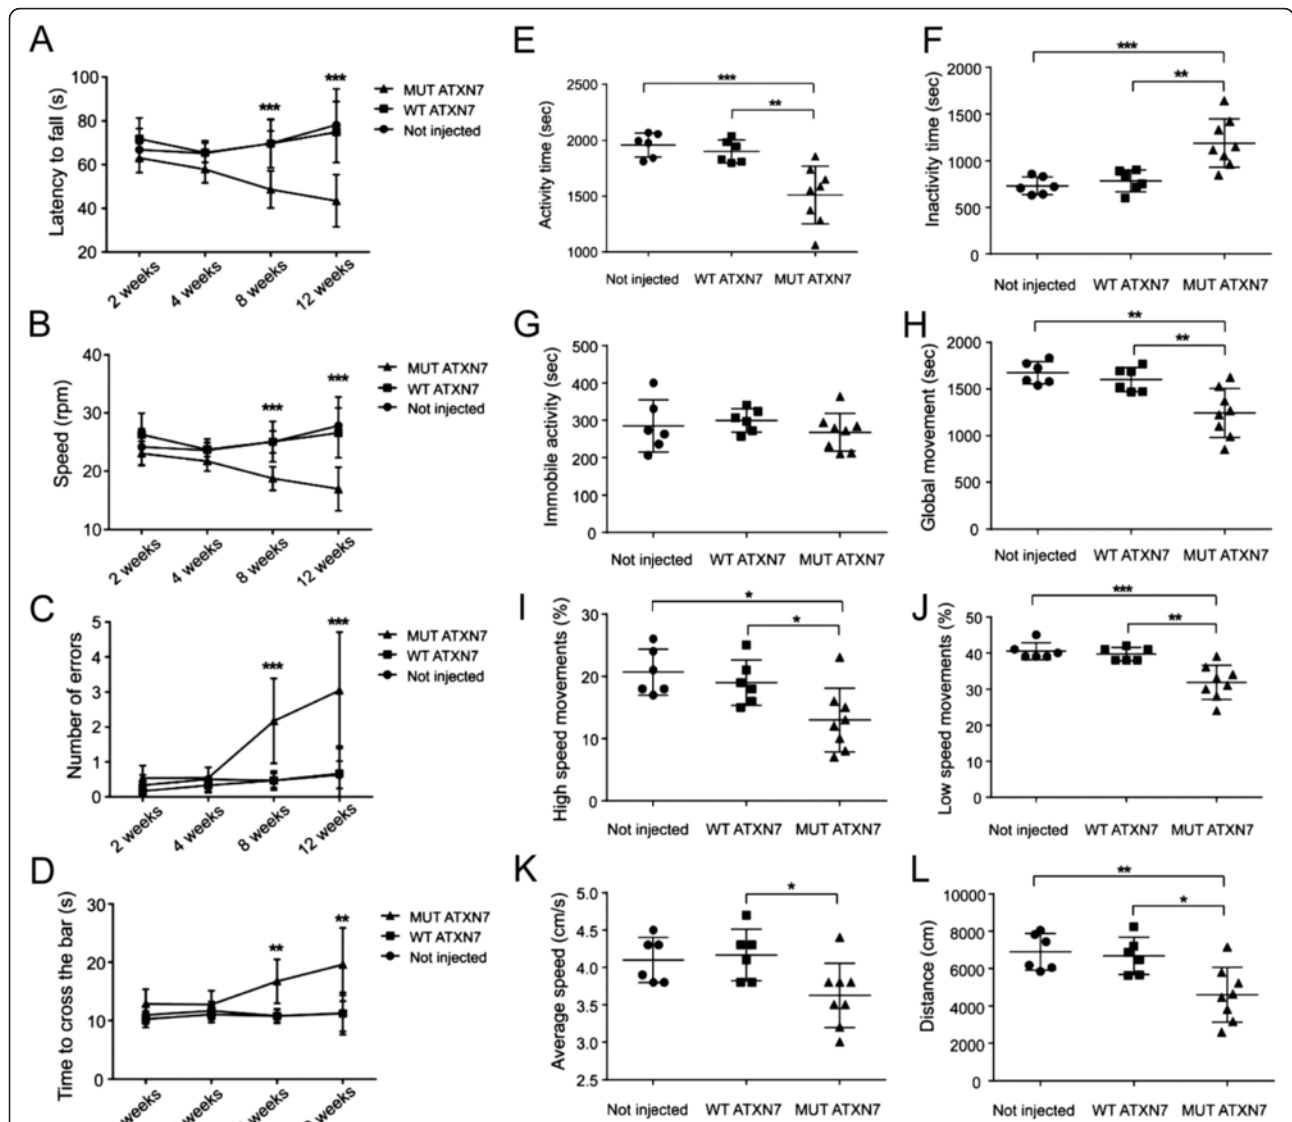 A
Latency to fall (s)
100
80
60
40
20
***
***
MUT ATXN7
WT ATXN7
Not injected
2 weeks
4 weeks
8 weeks
12 weeks
E
Activity time (sec)
2500
2000
1500
1000
***
**
Not injected
WT ATXN7
MUT ATXN7
F
Inactivity time (sec)
2000
1500
1000
500
0
***
**
Not injected
WT ATXN7
MUT ATXN7
B
Speed (rpm)
40
30
20
10
***
***
MUT ATXN7
WT ATXN7
Not injected
2 weeks
4 weeks
8 weeks
12 weeks
G
Immobile activity (sec)
500
400
300
200
100
0
Not injected
WT ATXN7
MUT ATXN7
H
Global movement (sec)
2000
1500
1000
500
0
**
**
Not injected
WT ATXN7
MUT ATXN7
C
Number of errors
5
4
3
2
1
0
***
***
MUT ATXN7
WT ATXN7
Not injected
2 weeks
4 weeks
8 weeks
12 weeks
I
High speed movements (%)
30
20
10
0
*
*
Not injected
WT ATXN7
MUT ATXN7
J
Low speed movements (%)
50
40
30
20
10
0
***
**
Not injected
WT ATXN7
MUT ATXN7
D
Time to cross the bar (s)
30
20
10
0
**
**
MUT ATXN7
WT ATXN7
Not injected
weeks
weeks
weeks
weeks
K
Average speed (cm/s)
5.0
4.5
4.0
3.5
3.0
2.5
*
Not injected
WT ATXN7
MUT ATXN7
L
Distance (cm)
10000
8000
6000
4000
2000
0
**
*
Not injected
WT ATXN7
MUT ATXN7